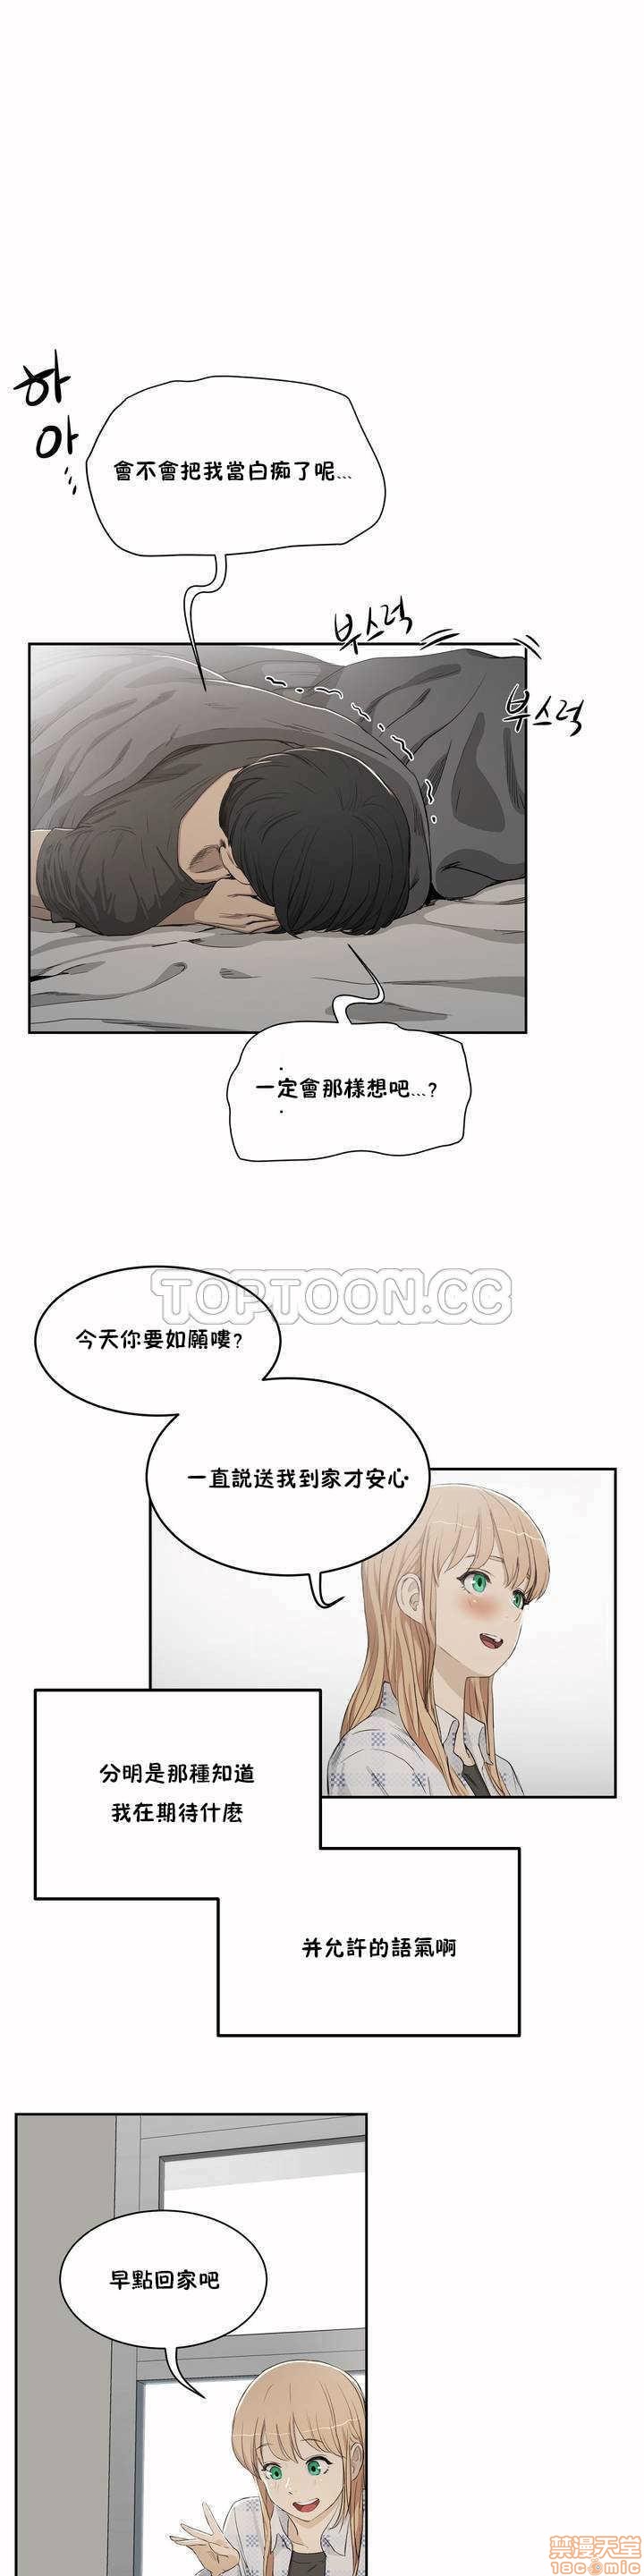 하
아
會不會把我當白痴了呢...
부스럭
부스럭
一定會那樣想吧...?
TOPTOON.CC
今天你要如願嘍?
一直説送我到家才安心
分明是那種知道
我在期待什麼
并允許的語氣啊
早點回家吧
禁漫天堂
18comic